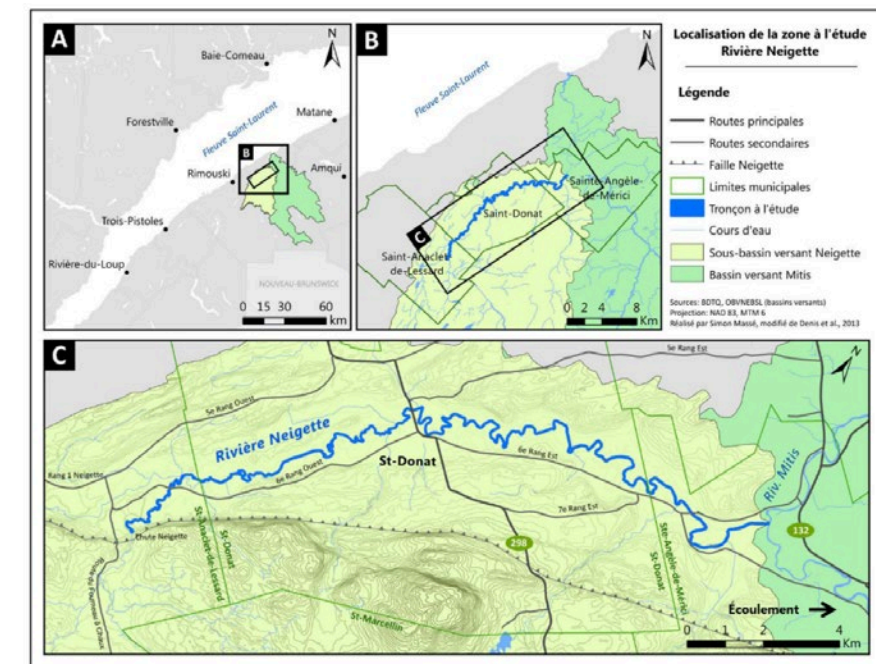 A
N
Baie-Comeau
Forestville
Matane
Fleuve Saint-Laurent
B
Rimouski
Amqui
Trois-Pistoles
Rivière-du-Loup
NOUVEAU-BRUNSWICK
0 15 30 60
Km
B
N
Fleuve Saint-Laurent
Sainte-Angèle-
de-Mérici
Saint-Donat
C
Saint-Anaclet
de-Lessard
0 2 4 8
Km
Localisation de la zone à l'étude
Rivière Neigette
Légende
Routes principales
Routes secondaires
Faille Neigette
Limites municipales
Tronçon à l'étude
Cours d'eau
Sous-bassin versant Neigette
Bassin versant Mitis
Sources: BDTQ, OBVNEBSL (bassins versants)
Projection: NAD 83, MTM 6
Réalisé par Simon Massé, modifié de Denis et al., 2013
C
N
5e Rang Est
5e Rang Ouest
Rivière Neigette
Rang 1 Neigette
6e Rang Ouest
St-Donat
6e Rang Est
7e Rang Est
Riv. Mitis
132
Chute Neigette
Route du Fourneau à Chaux
St-Donat
St-Anaclet-de-Lessard
298
Ste-Angèle-de-Mérici
St-Donat
St-Marcellin
Écoulement
0 1 2 4
Km